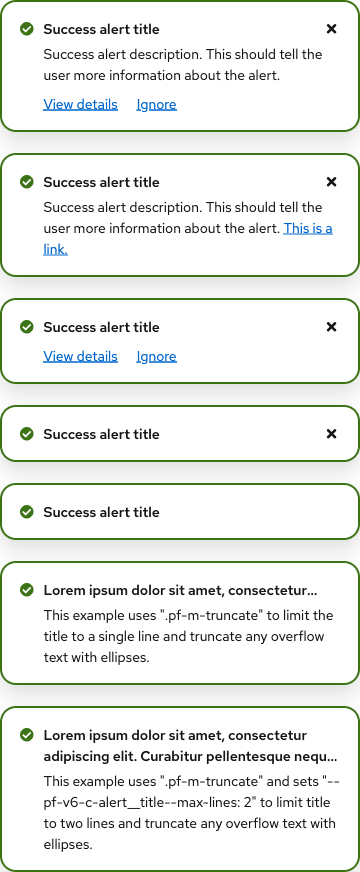 Success alert title
Success alert description. This should tell the
user more information about the alert.
View details Ignore
Success alert title
Success alert description. This should tell the
user more information about the alert. This is a
link.
Success alert title
View details Ignore
Success alert title
Success alert title
Lorem ipsum dolor sit amet, consectetur...
This example uses ".pf-m-truncate" to limit the
title to a single line and truncate any overflow
text with ellipses.
Lorem ipsum dolor sit amet, consectetur
adipiscing elit. Curabitur pellentesque nequ...
This example uses ".pf-m-truncate" and sets "--
pf-v6-c-alert__title--max-lines: 2" to limit title
to two lines and truncate any overflow text with
ellipses.